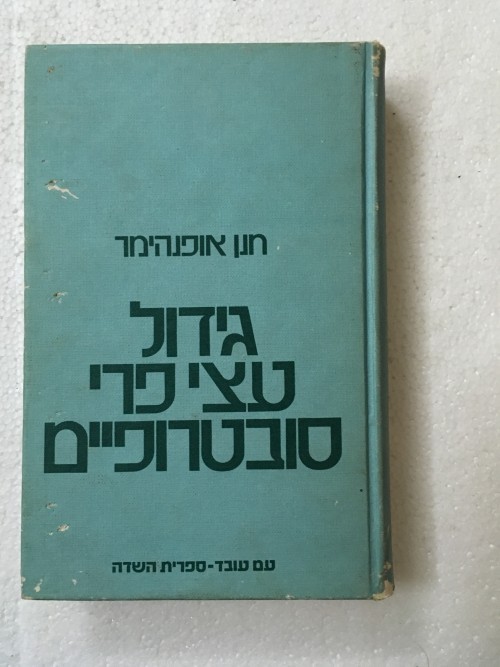 חנן אופנהימר
גידול
עצי פרי
סובטרופיים
עם עובד-ספרית השדה